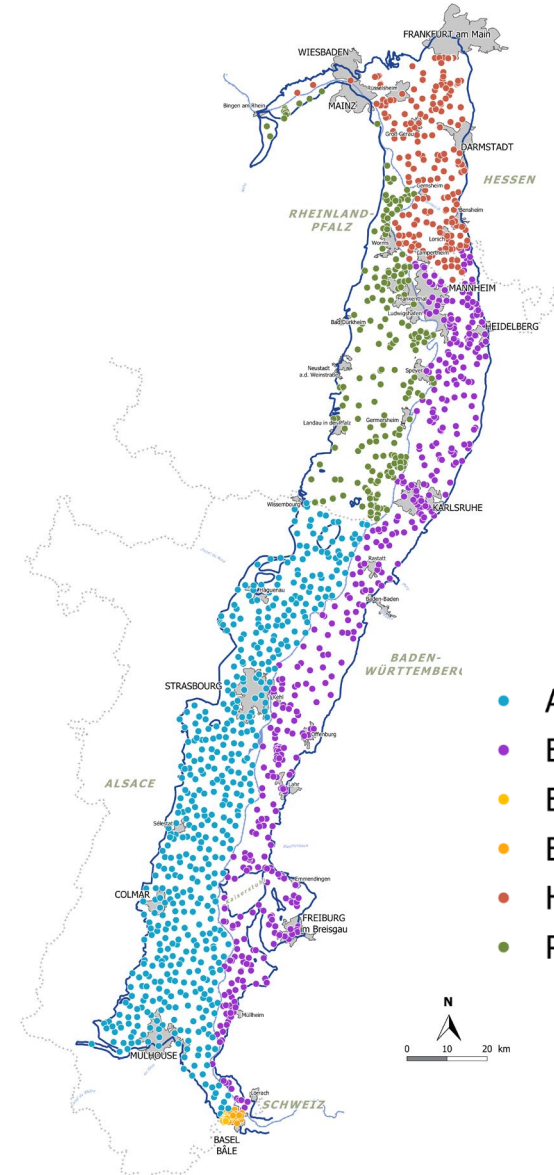 FRANKFURT am Main
WIESBADEN
Rüsselsheim
Bingen am Rhein
MAINZ
Groß-Gerau
DARMSTADT
HESSEN
Gernsheim
RHEINLAND-
PFALZ
Bensheim
Worms
Lorsch
Lampertheim
MANNHEIM
Frankenthal
Ludwigshafen
Bad Dürkheim
HEIDELBERG
Neustadt
a.d. Weinstraße
Speyer
Landau in der Pfalz
Germersheim
Wissembourg
KARLSRUHE
Rastatt
Haguenau
Baden-Baden
BADEN-
WÜRTTEMBERG
STRASBOURG
Kehl
A
B
Offenburg
ALSACE
Lahr
B
Sélestat
B
Kaiserstuhl
Emmendingen
H
COLMAR
FREIBURG
im Breisgau
P
N
Müllheim
0 10 20 km
MULHOUSE
Lörrach
SCHWEIZ
BASEL
BÂLE